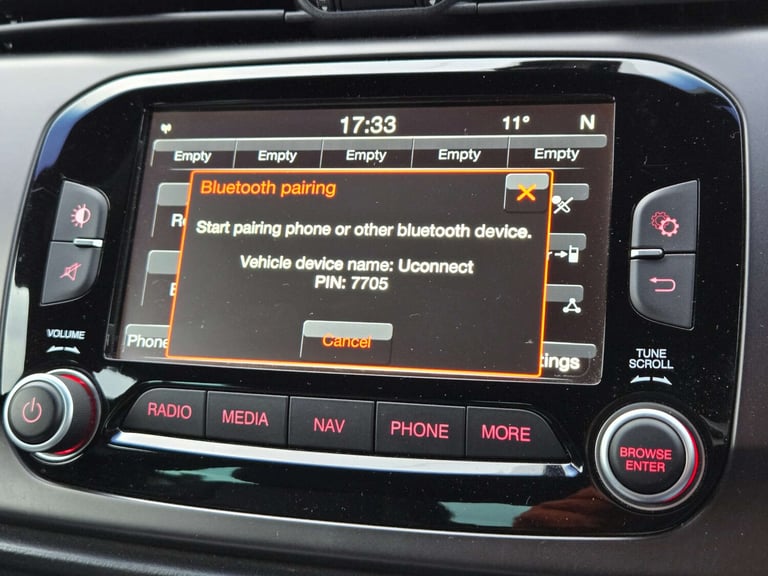 17:33 11° N
Empty Empty Empty Empty Empty
Bluetooth pairing
Start pairing phone or other bluetooth device.
Vehicle device name: Uconnect
PIN: 7705
Cancel
Phone
VOLUME
TUNE
SCROLL
RADIO MEDIA NAV PHONE MORE
BROWSE
ENTER